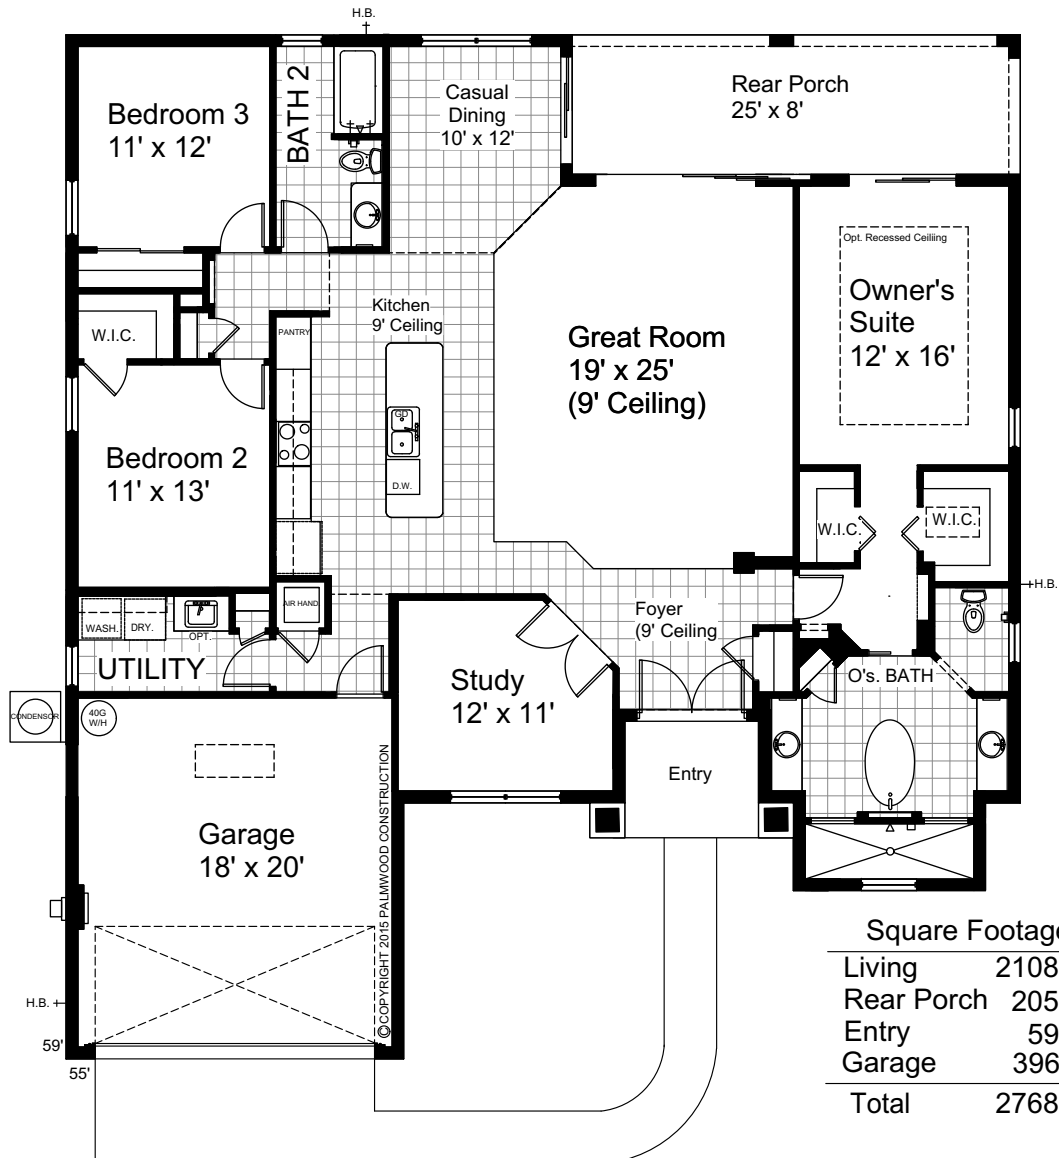 H.B.
Bedroom 3
11' x 12'
BATH 2
Casual
Dining
10' x 12'
Rear Porch
25' x 8'
Opt. Recessed Ceiliing
Owner's
Suite
12' x 16'
Kitchen
9' Ceiling
PANTRY
W.I.C.
Great Room
19' x 25'
(9' Ceiling)
GD
D.W.
Bedroom 2
11' x 13'
W.I.C.
W.I.C.
H.B.
AIR HAND
WASH.
DRY.
OPT.
UTILITY
Foyer
(9' Ceiling
O's. BATH
Study
12' x 11'
CONDENSOR
40G
W/H
Entry
Garage
18' x 20'
© COPYRIGHT 2015 PALMWOOD CONSTRUCTION
H.B.
59'
55'
Square Footage
Living 2108
Rear Porch 205
Entry 59
Garage 396
Total 2768